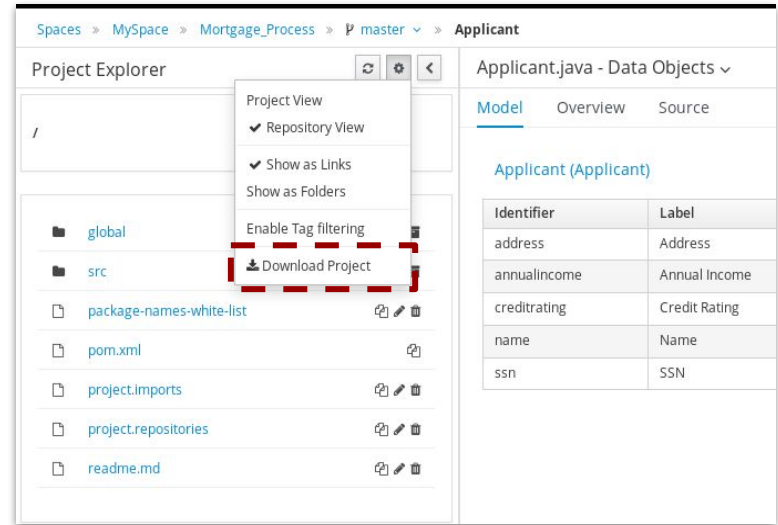 Spaces » MySpace » Mortgage_Process » master » Applicant
Project Explorer
Project View
Repository View
Show as Links
Show as Folders
Enable Tag filtering
Download Project
/
global
src
package-names-white-list
pom.xml
project.imports
project.repositories
readme.md
Applicant.java - Data Objects
Model Overview Source
Applicant (Applicant)
Identifier Label
address Address
annualincome Annual Income
creditrating Credit Rating
name Name
ssn SSN